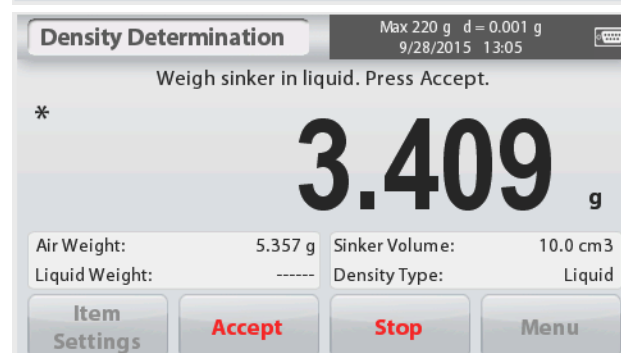 Density Determination
Max 220 g d = 0.001 g
9/28/2015 13:05
Weigh sinker in liquid. Press Accept.
*
3.409 g
Air Weight: 5.357 g
Liquid Weight: ------
Sinker Volume: 10.0 cm3
Density Type: Liquid
Item Settings
Accept
Stop
Menu